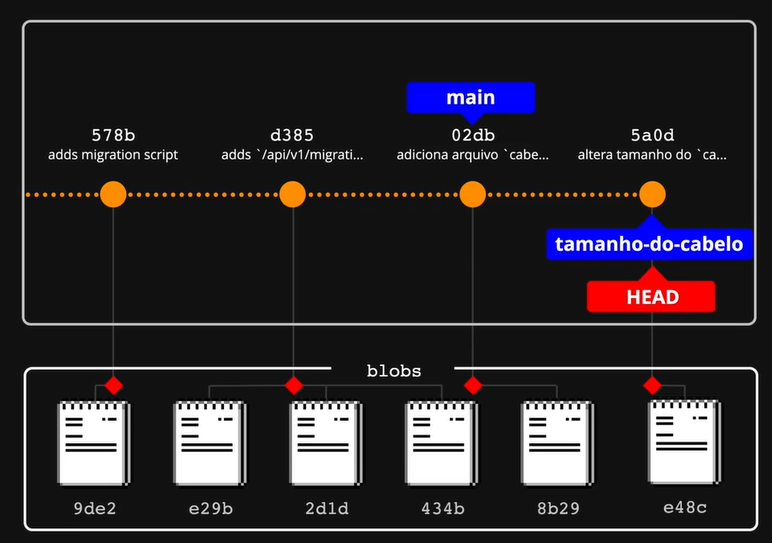 main
578b
adds migration script
d385
adds `/api/v1/migrati...
02db
adiciona arquivo `cabe...
5a0d
altera tamanho do `ca...
tamanho-do-cabelo
HEAD
blobs
9de2
e29b
2d1d
434b
8b29
e48c